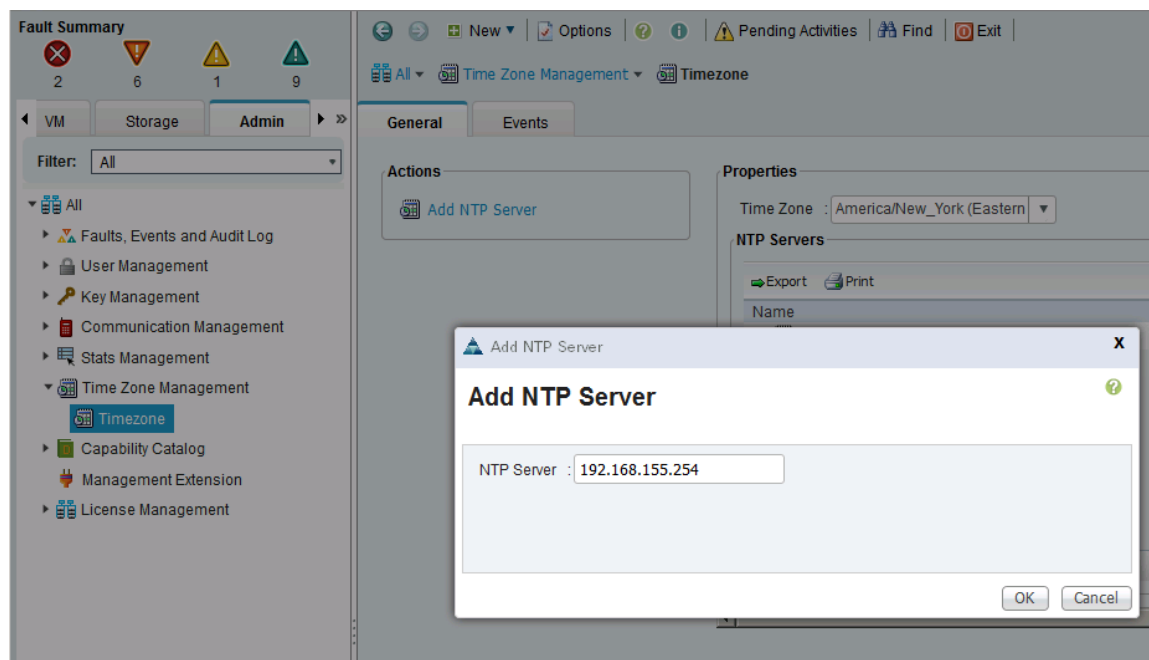 Fault Summary
2 6 1 9
VM Storage Admin
Filter: All
All
Faults, Events and Audit Log
User Management
Key Management
Communication Management
Stats Management
Time Zone Management
Timezone
Capability Catalog
Management Extension
License Management
New Options ? i Pending Activities Find Exit
All Time Zone Management Timezone
General Events
Actions
Add NTP Server
Properties
Time Zone : America/New_York (Eastern
NTP Servers
Export Print
Name
Add NTP Server X
Add NTP Server ?
NTP Server : 192.168.155.254
OK Cancel